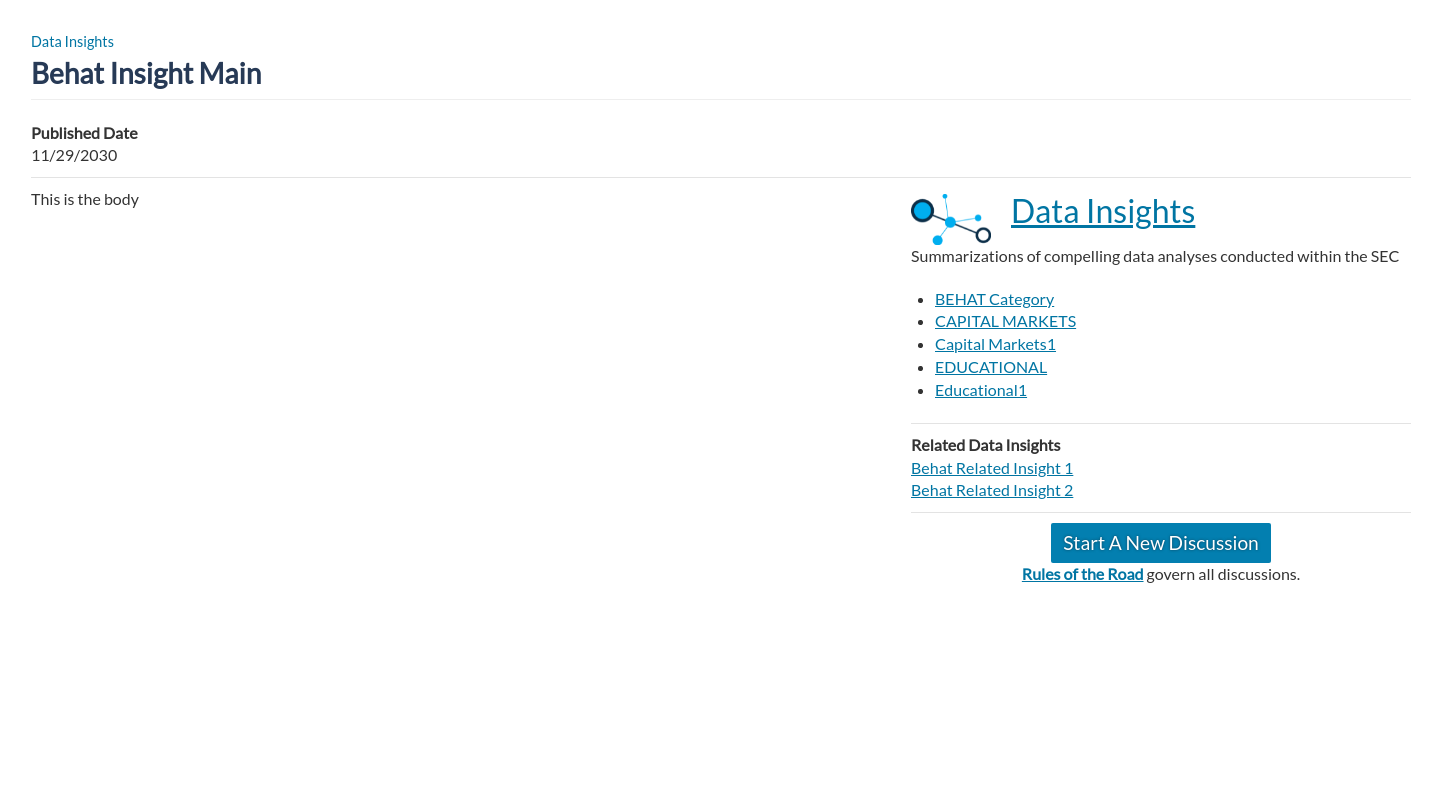 Data Insights
Behat Insight Main
Published Date
11/29/2030
This is the body
Data Insights
Summarizations of compelling data analyses conducted within the SEC
BEHAT Category
CAPITAL MARKETS
Capital Markets1
EDUCATIONAL
Educational1
Related Data Insights
Behat Related Insight 1
Behat Related Insight 2
Start A New Discussion
Rules of the Road govern all discussions.